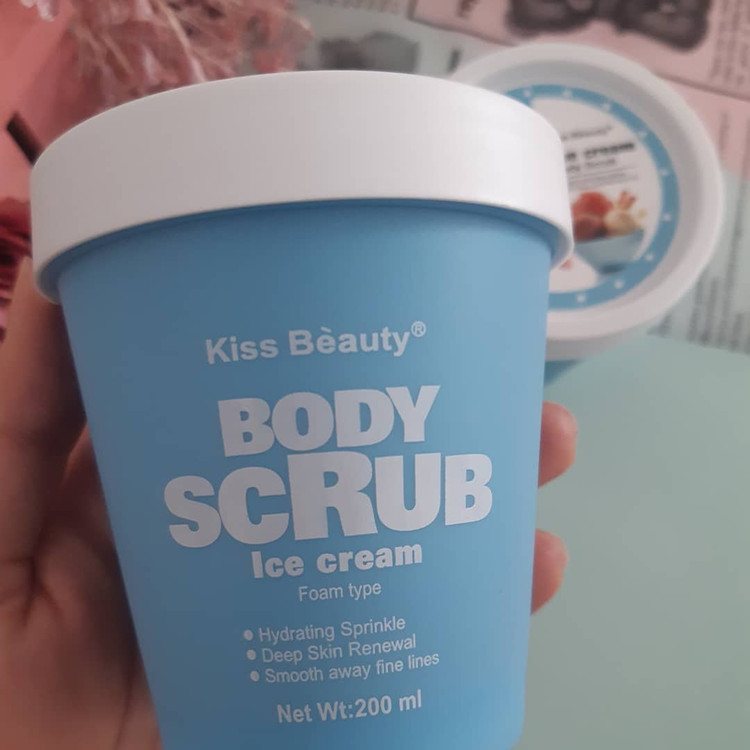 Kiss Bèauty®
BODY
SCRUB
Ice cream
Foam type
• Hydrating Sprinkle
• Deep Skin Renewal
• Smooth away fine lines
Net Wt:200 ml